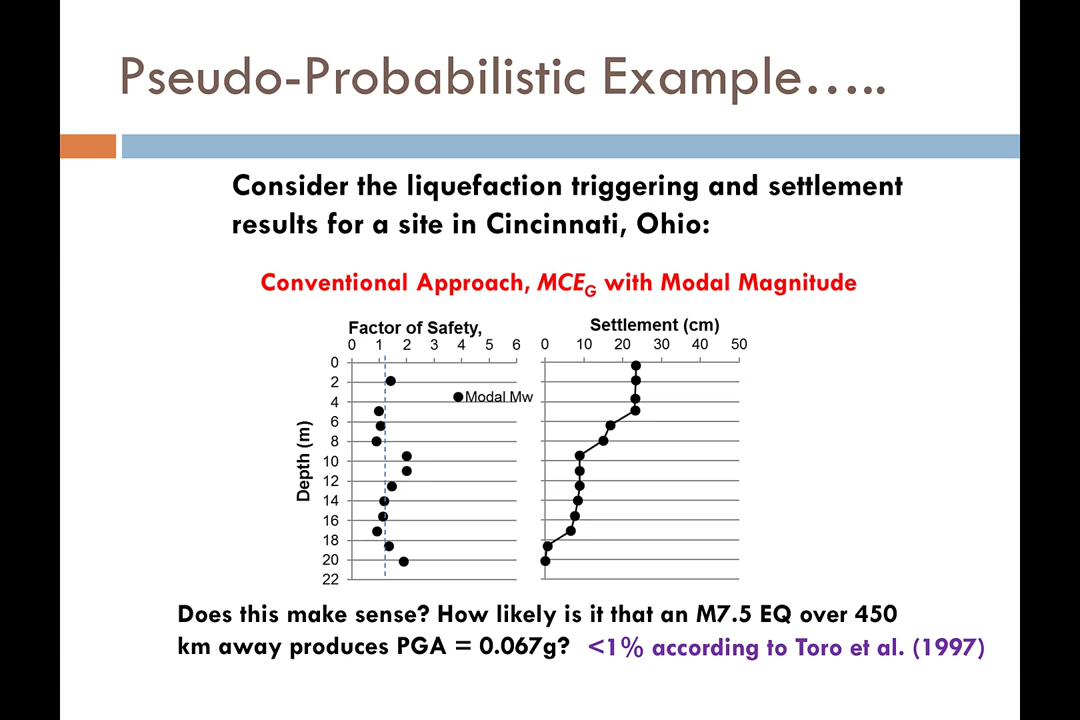 Pseudo-Probabilistic Example…..
Consider the liquefaction triggering and settlement
results for a site in Cincinnati, Ohio:
Conventional Approach, MCEG with Modal Magnitude
Factor of Safety,
0 1 2 3 4 5 6
Settlement (cm)
0 10 20 30 40 50
Depth (m)
0
2
4
6
8
10
12
14
16
18
20
22
Modal Mw
Does this make sense? How likely is it that an M7.5 EQ over 450
km away produces PGA = 0.067g? <1% according to Toro et al. (1997)